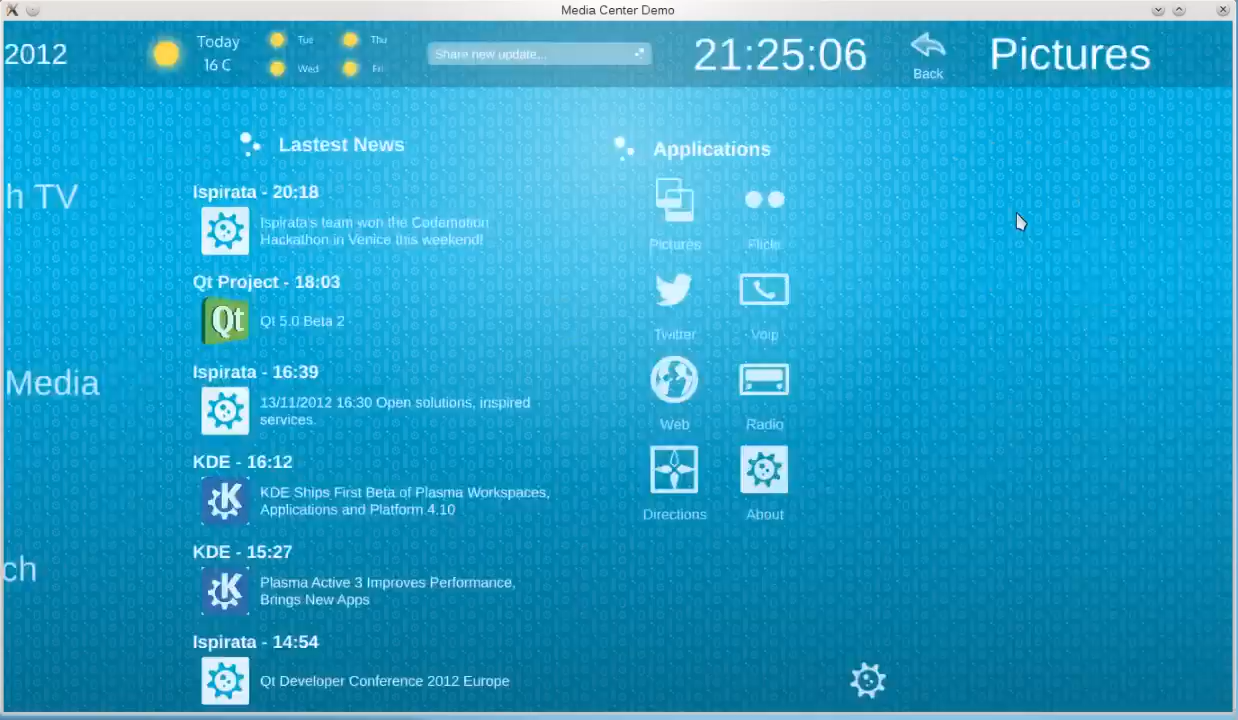 Media Center Demo
2012
Today
16 C
Tue
Thu
Wed
Fri
Share new update...
21:25:06
Back
Pictures
h TV
Media
ch
Lastest News
Ispirata - 20:18
Ispirata's team won the Codemotion
Hackathon in Venice this weekend!
Qt Project - 18:03
Qt
Qt 5.0 Beta 2
Ispirata - 16:39
13/11/2012 16:30 Open solutions, inspired
services.
KDE - 16:12
K
KDE Ships First Beta of Plasma Workspaces,
Applications and Platform 4.10
KDE - 15:27
K
Plasma Active 3 Improves Performance,
Brings New Apps
Ispirata - 14:54
Qt Developer Conference 2012 Europe
Applications
Pictures
Flickr
Twitter
Voip
Web
Radio
Directions
About